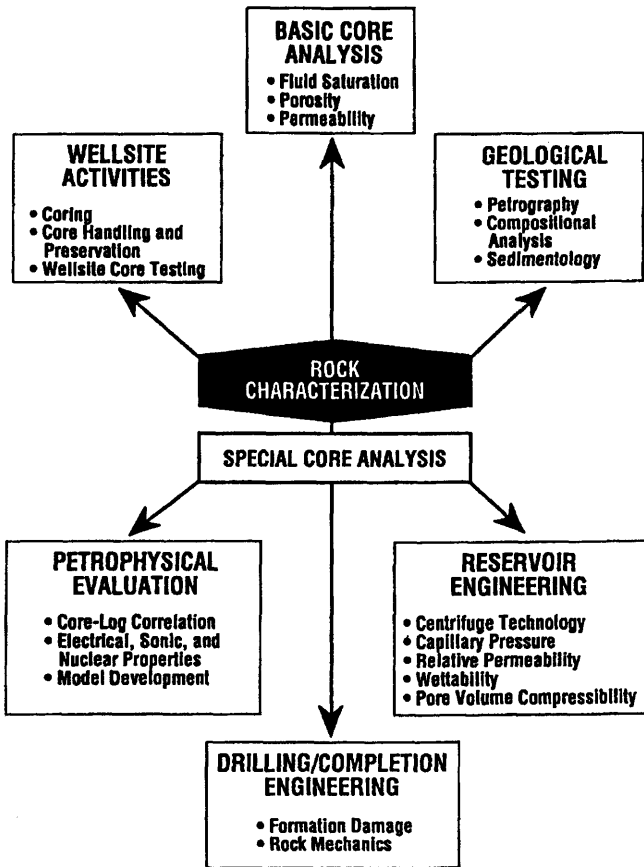 BASIC CORE
ANALYSIS
• Fluid Saturation
• Porosity
• Permeability
WELLSITE
ACTIVITIES
• Coring
• Core Handling and
Preservation
• Wellsite Core Testing
GEOLOGICAL
TESTING
• Petrography
• Compositional
Analysis
• Sedimentology
ROCK
CHARACTERIZATION
SPECIAL CORE ANALYSIS
PETROPHYSICAL
EVALUATION
• Core-Log Correlation
• Electrical, Sonic, and
Nuclear Properties
• Model Development
RESERVOIR
ENGINEERING
• Centrifuge Technology
• Capillary Pressure
• Relative Permeability
• Wettability
• Pore Volume Compressibility
DRILLING/COMPLETION
ENGINEERING
• Formation Damage
• Rock Mechanics